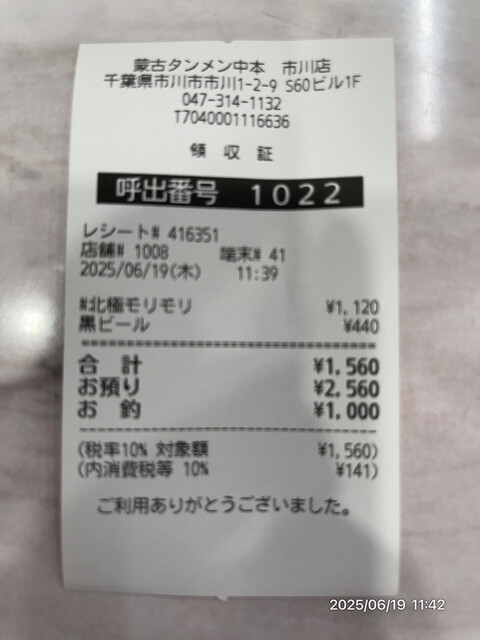 蒙古タンメン中本 市川店
千葉県市川市市川1-2-9 S60ビル1F
047-314-1132
T7040001116636
領 収 証
呼出番号 1022
レシート# 416351
店舗# 1008 端末# 41
2025/06/19(木) 11:39
#北極モリモリ ¥1,120
黒ビール ¥440
合 計 ¥1,560
お預り ¥2,560
お 釣 ¥1,000
(税率10% 対象額 ¥1,560)
(内消費税等 10% ¥141)
ご利用ありがとうございました。
2025/06/19 11:42